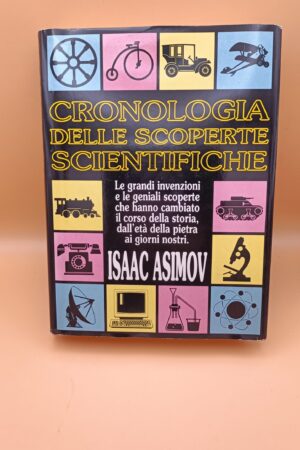 CRONOLOGIA
DELLE SCOPERTE
SCIENTIFICHE
Le grandi invenzioni
e le geniali scoperte
che hanno cambiato
il corso della storia,
dall'età della pietra
ai giorni nostri.
ISAAC ASIMOV